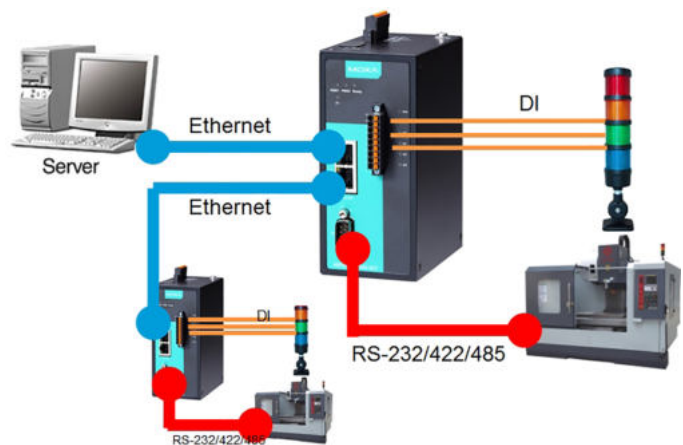 MOXA
DI
Ethernet
Server
Ethernet
MOXA
DI
RS-232/422/485
RS-232/422/485